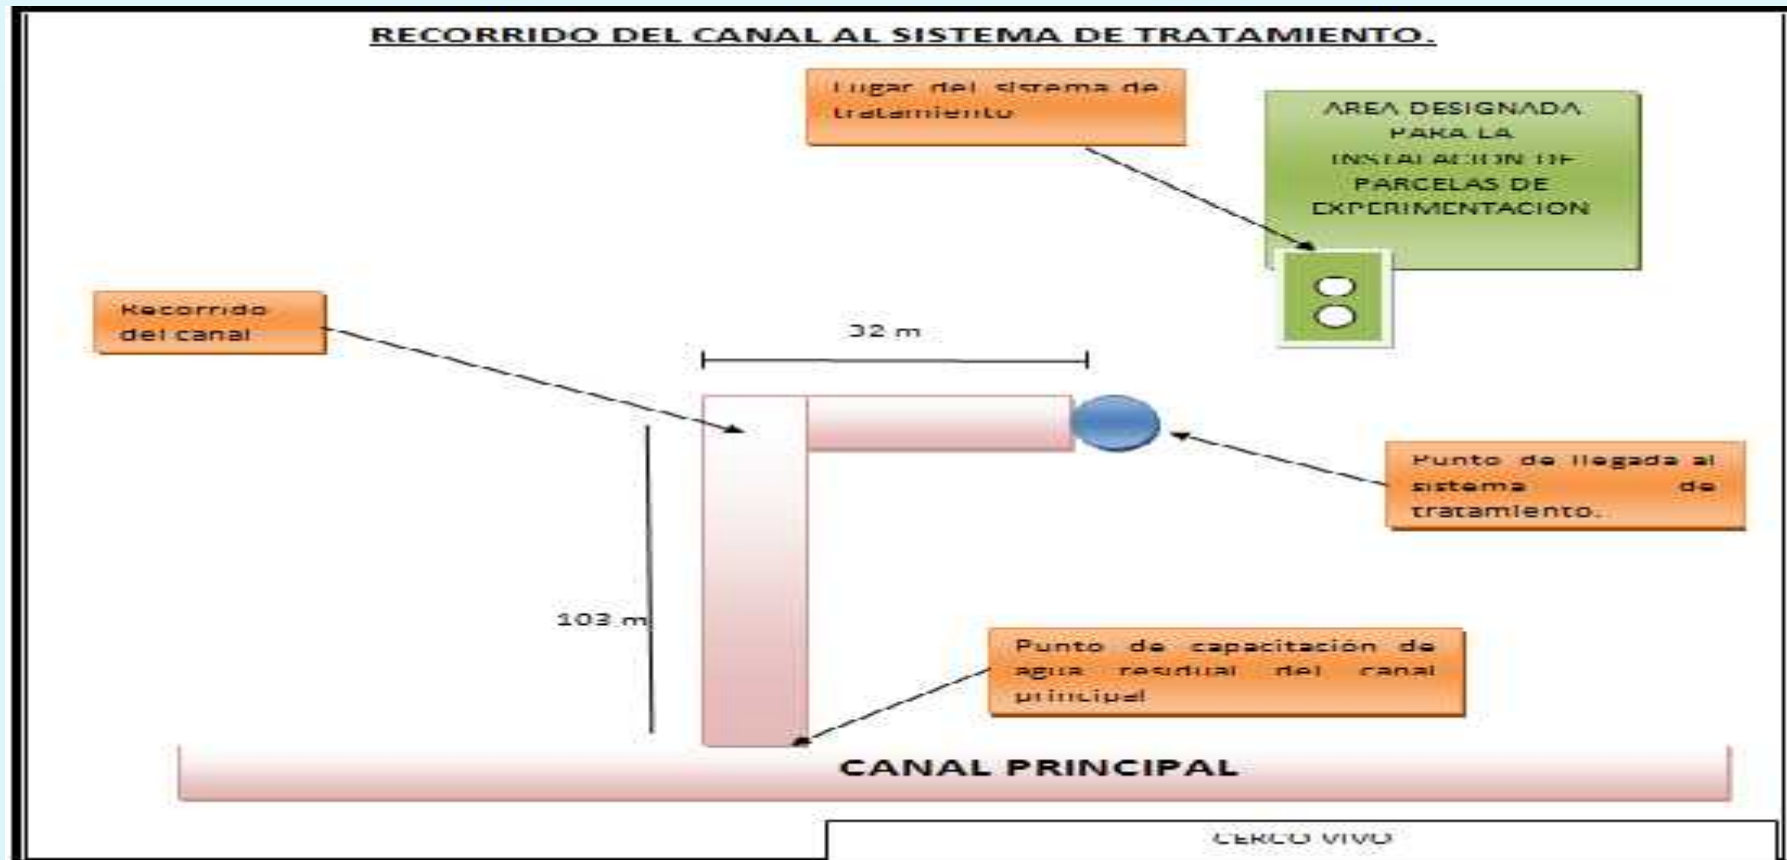 RECORRIDO DEL CANAL AL SISTEMA DE TRATAMIENTO.
Lugar del sistema de
tratamiento
AREA DESIGNADA
PARA LA
INSTALACION DE
PARCELAS DE
EXPERIMENTACION
Recorrido
del canal
32 m
Punto de llegada al
sistema de
tratamiento.
103 m
Punto de capacitación de
agua residual del canal
principal
CANAL PRINCIPAL
CERCO VIVO